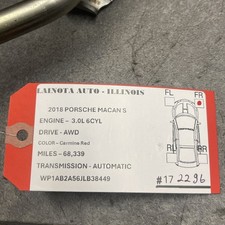 LAINOTA AUTO - ILLINOIS
2018 PORSCHE MACAN S
ENGINE - 3.0L 6CYL
DRIVE - AWD
COLOR - Carmine Red
MILES - 68,339
TRANSMISSION - AUTOMATIC
WP1AB2A56JLB38449
FL
FR
RL
RR
#17 2296